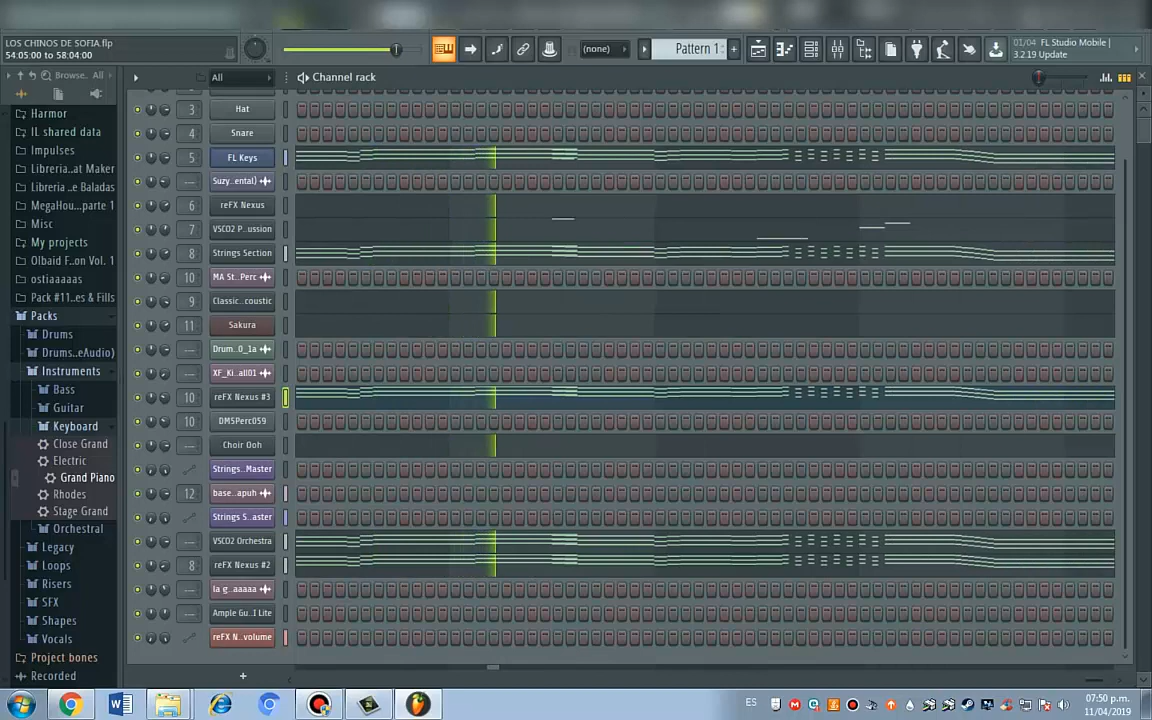 LOS CHINOS DE SOFIA.flp
54:05:00 to 58:04:00
(none)
Pattern 1
01/04 FL Studio Mobile |
3.2.19 Update
Browse.. All
All
Channel rack
Harmor
IL shared data
Impulses
Libreria..at Maker
Libreria ..e Baladas
MegaHou..parte 1
Misc
My projects
Olbaid F..on Vol. 1
ostiaaaaas
Pack #11..es & Fills
Packs
Drums
Drums..eAudio)
Instruments
Bass
Guitar
Keyboard
Close Grand
Electric
Grand Piano
Rhodes
Stage Grand
Orchestral
Legacy
Loops
Risers
SFX
Shapes
Vocals
Project bones
Recorded
3 Hat
4 Snare
5 FL Keys
--- Suzy..ental)
6 reFX Nexus
7 VSCO2 P..ussion
8 Strings Section
10 MA St..Perc
9 Classic..coustic
11 Sakura
--- Drum..0_1a
--- XF_Ki..all01
10 reFX Nexus #3
10 DM5Perc059
--- Choir Ooh
Strings..Master
12 base..apuh
Strings S..aster
--- VSCO2 Orchestra
8 reFX Nexus #2
--- la g..aaaaa
--- Ample Gu..I Lite
reFX N..volume
+
ES
07:50 p.m.
11/04/2019